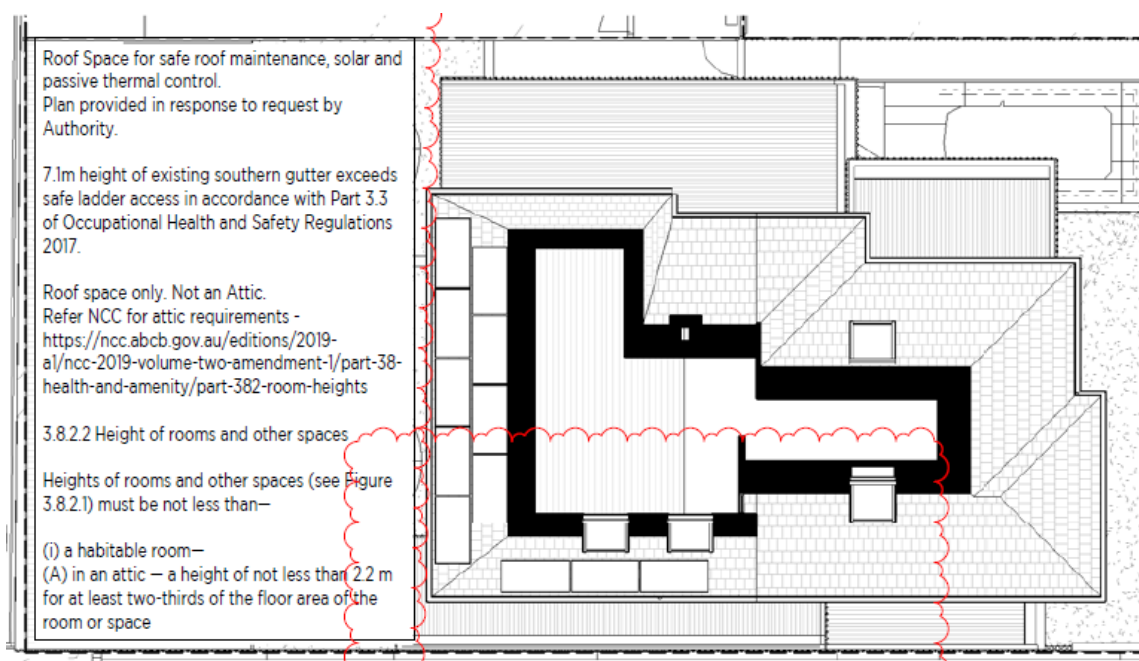 Roof Space for safe roof maintenance, solar and
passive thermal control.
Plan provided in response to request by
Authority.
7.1m height of existing southern gutter exceeds
safe ladder access in accordance with Part 3.3
of Occupational Health and Safety Regulations
2017.
Roof space only. Not an Attic.
Refer NCC for attic requirements -
https://ncc.abcb.gov.au/editions/2019-
a1/ncc-2019-volume-two-amendment-1/part-38-
health-and-amenity/part-382-room-heights
3.8.2.2 Height of rooms and other spaces
Heights of rooms and other spaces (see Figure
3.8.2.1) must be not less than—
(i) a habitable room—
(A) in an attic — a height of not less than 2.2 m
for at least two-thirds of the floor area of the
room or space